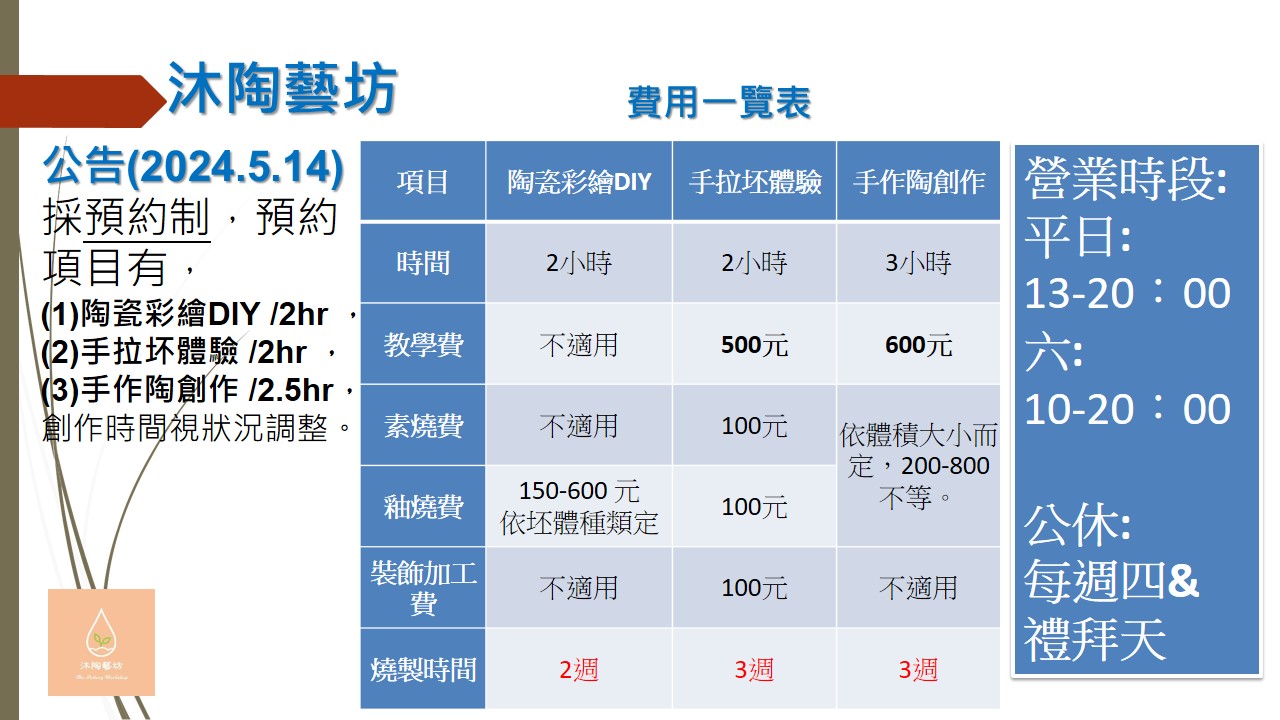 沐陶藝坊
費用一覽表
公告(2024.5.14)
採預約制，預約
項目有，
(1)陶瓷彩繪DIY /2hr ，
(2)手拉坏體驗 /2hr ，
(3)手作陶創作 /2.5hr，
創作時間視狀況調整。
項目 陶瓷彩繪DIY 手拉坯體驗 手作陶創作
時間 2小時 2小時 3小時
教學費 不適用 500元 600元
素燒費 不適用 100元 依體積大小而
定，200-800
不等。
釉燒費 150-600 元
依坯體種類定
100元
裝飾加工
費
不適用 100元 不適用
燒製時間 2週 3週 3週
營業時段:
平日:
13-20：00
六:
10-20：00
公休:
每週四&
禮拜天
沐陶藝坊